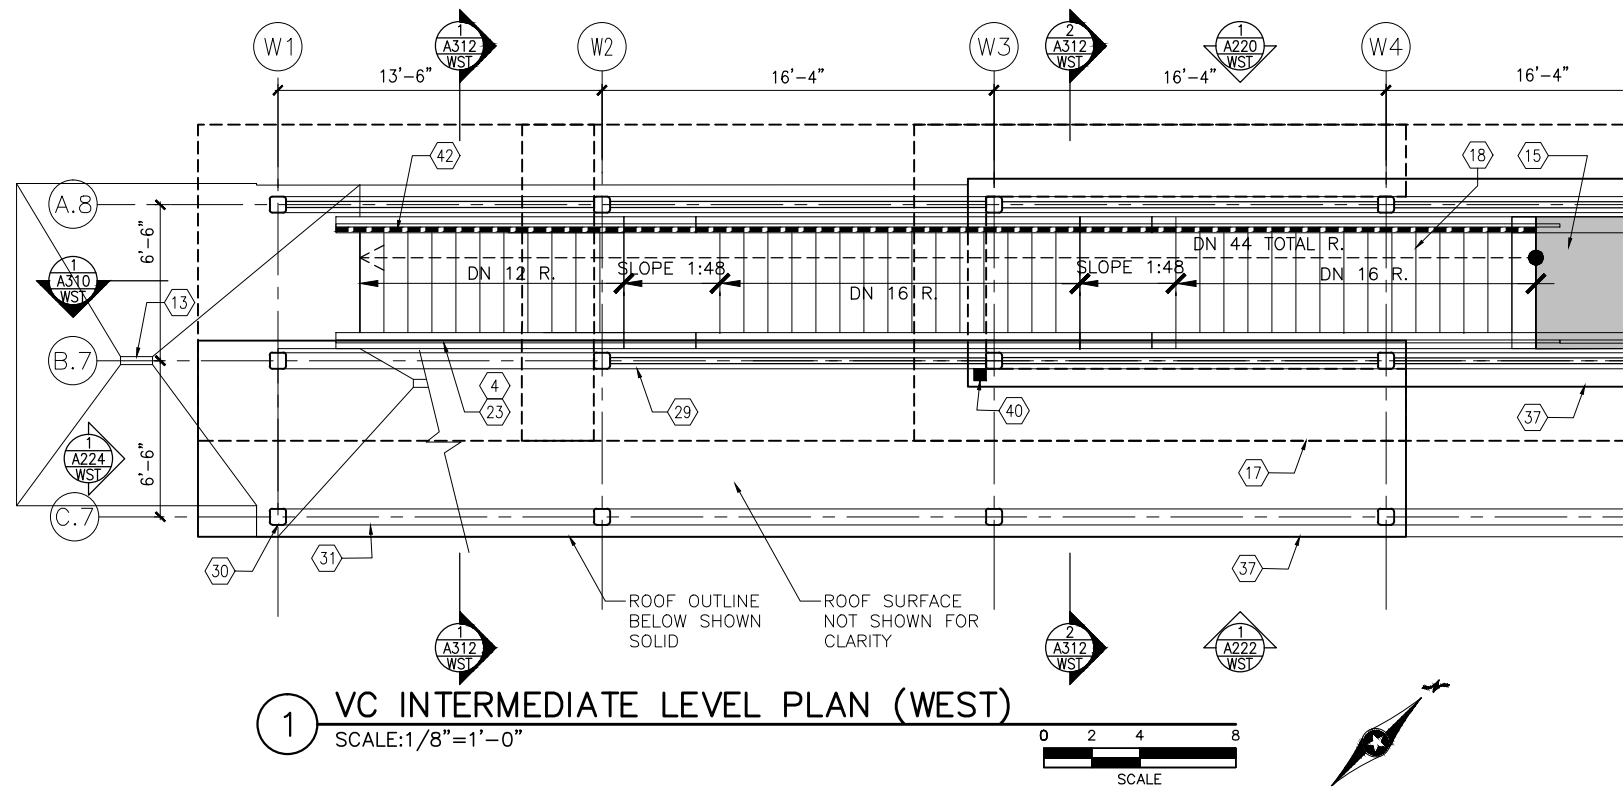 W1
1
A312
WST
W2
W3
2
A312
WST
1
A220
WST
W4
13'-6"
16'-4"
16'-4"
16'-4"
42
18
15
A.8
6'-6"
DN 44 TOTAL R.
1
A310
WST
13
DN 12 R.
SLOPE 1:48
DN 16 R.
SLOPE 1:48
DN 16 R.
B.7
4
23
29
40
37
1
A224
WST
6'-6"
17
C.7
30
31
37
ROOF OUTLINE
BELOW SHOWN
SOLID
ROOF SURFACE
NOT SHOWN FOR
CLARITY
1
A312
WST
2
A312
WST
1
A222
WST
1
VC INTERMEDIATE LEVEL PLAN (WEST)
SCALE:1/8"=1'-0"
0 2 4 8
SCALE
N